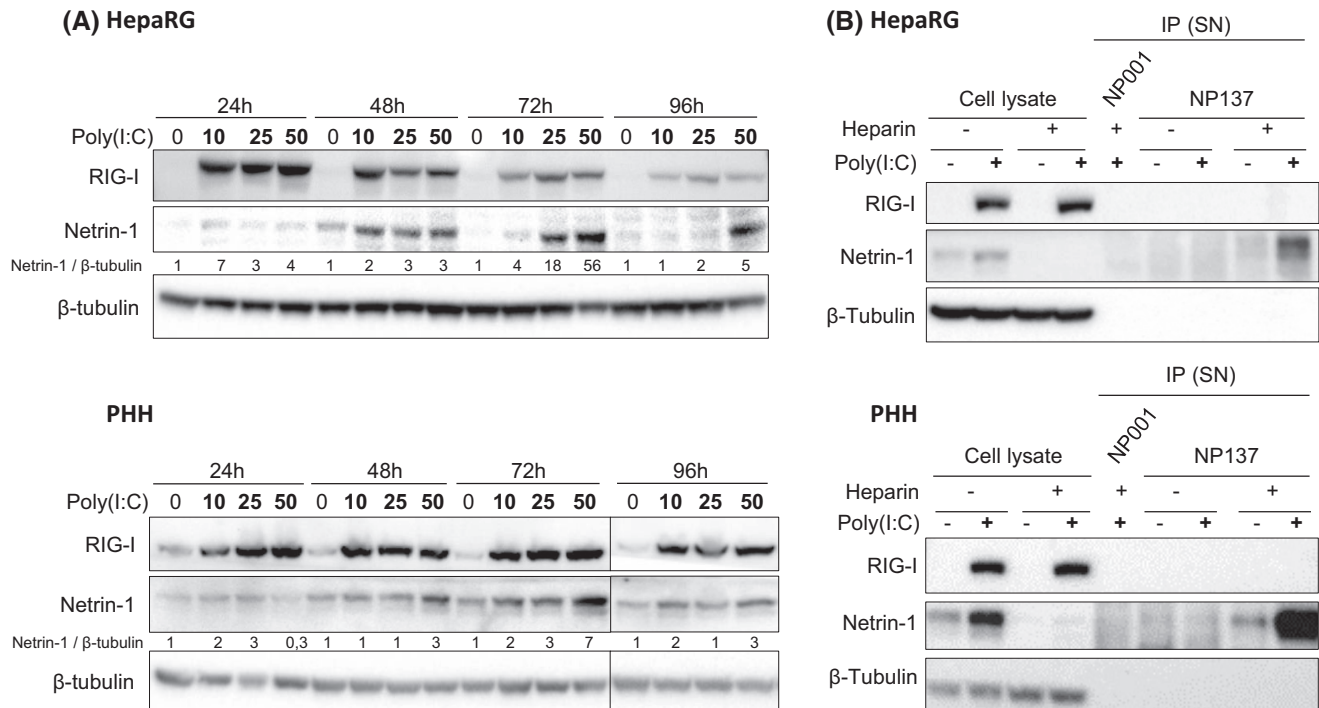 (A) HepaRG
24h 48h 72h 96h
Poly(I:C) 0 10 25 50 0 10 25 50 0 10 25 50 0 10 25 50
RIG-I
Netrin-1
Netrin-1 / β-tubulin 1 7 3 4 1 2 3 3 1 4 18 56 1 1 2 5
β-tubulin
PHH
24h 48h 72h 96h
Poly(I:C) 0 10 25 50 0 10 25 50 0 10 25 50 0 10 25 50
RIG-I
Netrin-1
Netrin-1 / β-tubulin 1 2 3 0,3 1 1 1 3 1 2 3 7 1 2 1 3
β-tubulin
(B) HepaRG
IP (SN)
Cell lysate NP001 NP137
Heparin - + + - +
Poly(I:C) - + - + + - + - +
RIG-I
Netrin-1
β-Tubulin
PHH
IP (SN)
Cell lysate NP001 NP137
Heparin - + + - +
Poly(I:C) - + - + + - + - +
RIG-I
Netrin-1
β-Tubulin